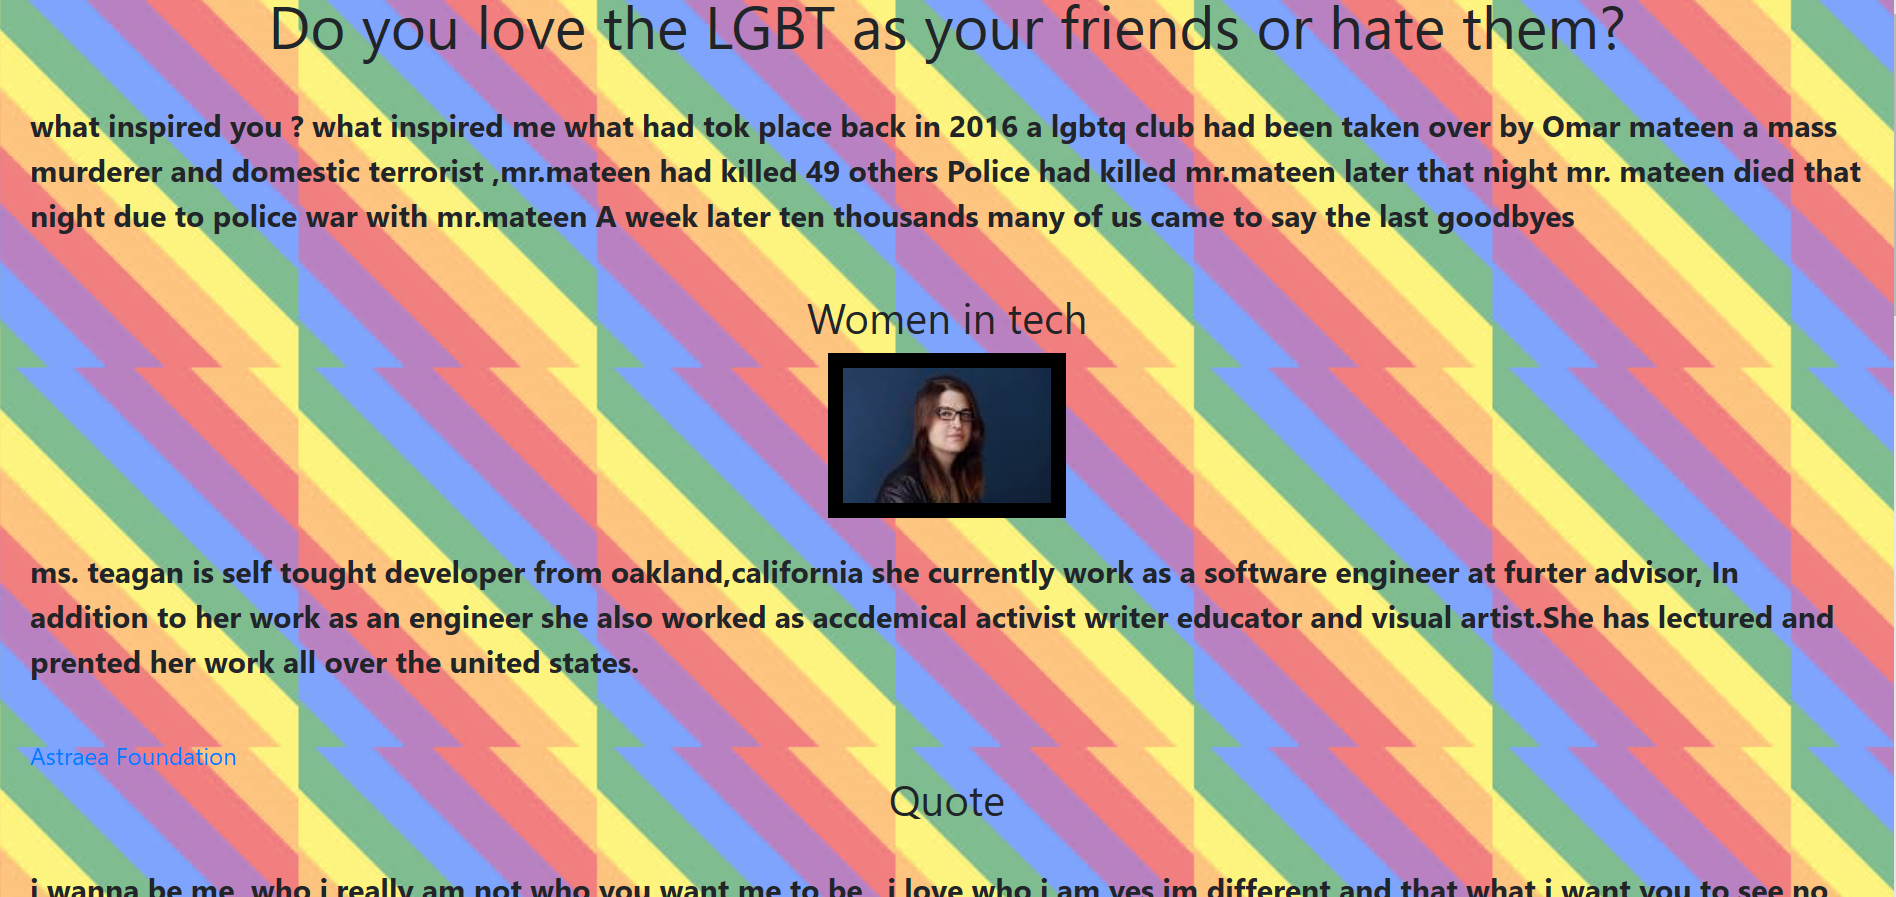 Do you love the LGBT as your friends or hate them?
what inspired you ? what inspired me what had tok place back in 2016 a lgbtq club had been taken over by Omar mateen a mass
murderer and domestic terrorist ,mr.mateen had killed 49 others Police had killed mr.mateen later that night mr. mateen died that
night due to police war with mr.mateen A week later ten thousands many of us came to say the last goodbyes
Women in tech
ms. teagan is self tought developer from oakland,california she currently work as a software engineer at furter advisor, In
addition to her work as an engineer she also worked as accdemical activist writer educator and visual artist.She has lectured and
prented her work all over the united states.
Astraea Foundation
Quote
i wanna be me who i really am not who you want me to be i love who i am yes im different and that what i want you to see no